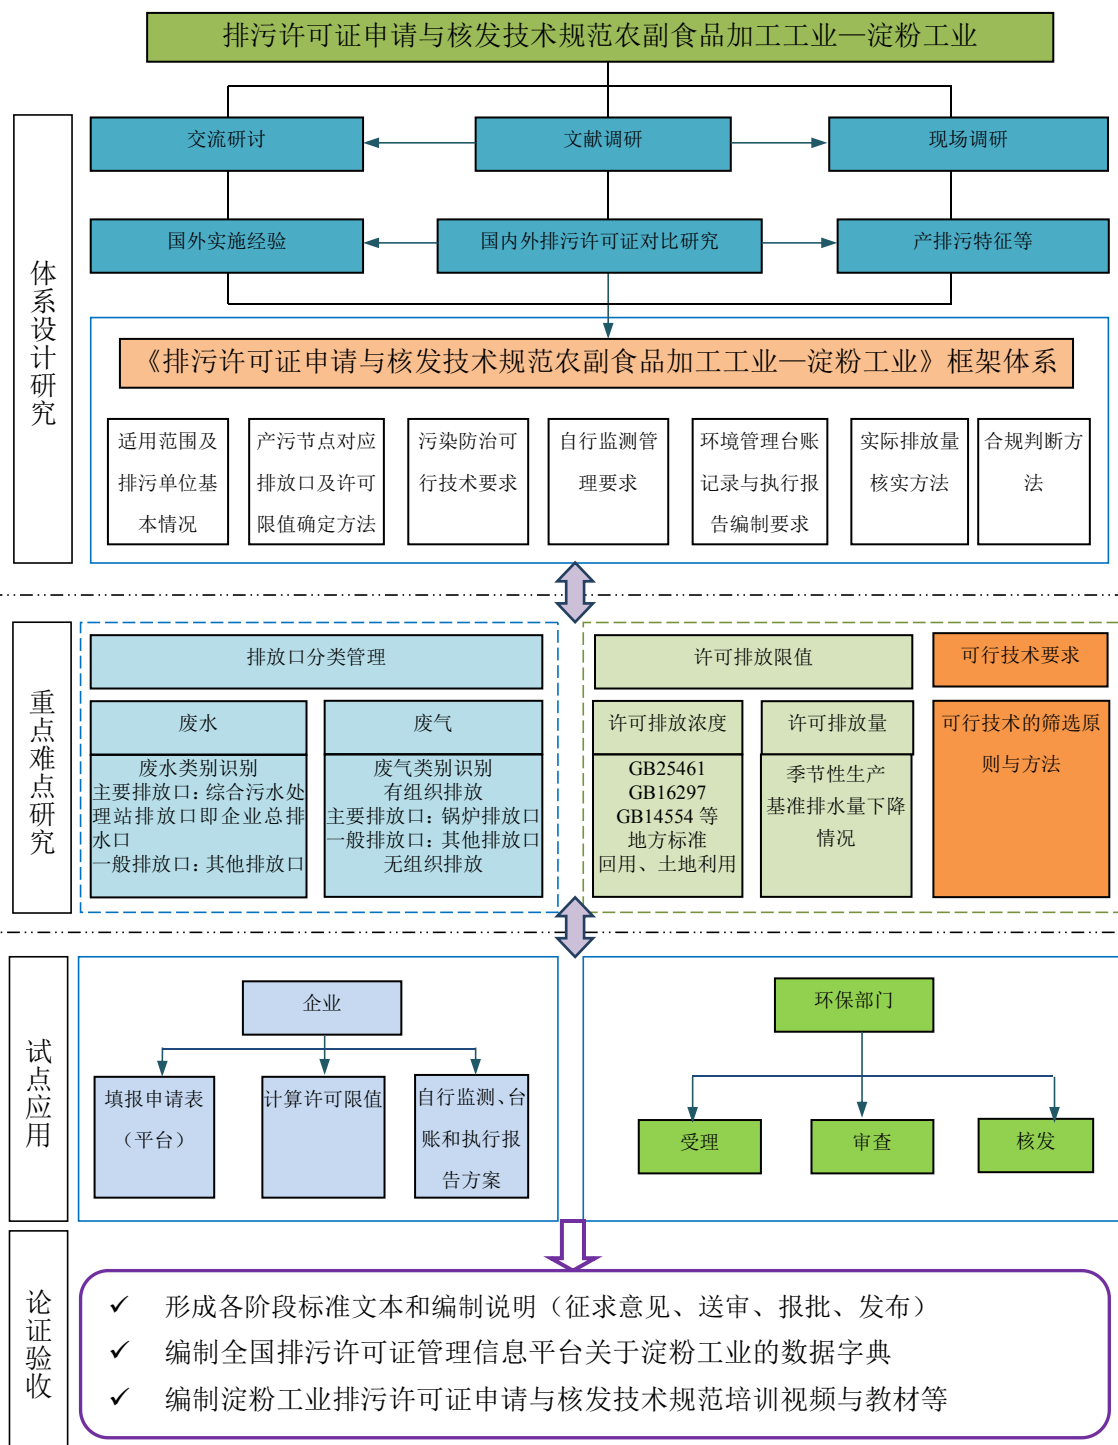 排污许可证申请与核发技术规范农副食品加工工业—淀粉工业
体系设计研究
交流研讨
文献调研
现场调研
国外实施经验
国内外排污许可证对比研究
产排污特征等
《排污许可证申请与核发技术规范农副食品加工工业—淀粉工业》框架体系
适用范围及
排污单位基
本情况
产污节点对应
排放口及许可
限值确定方法
污染防治可
行技术要求
自行监测管
理要求
环境管理台账
记录与执行报
告编制要求
实际排放量
核实方法
合规判断方
法
重点难点研究
排放口分类管理
废水
废水类别识别
主要排放口：综合污水处
理站排放口即企业总排
水口
一般排放口：其他排放口
废气
废气类别识别
有组织排放
主要排放口：锅炉排放口
一般排放口：其他排放口
无组织排放
许可排放限值
许可排放浓度
GB25461
GB16297
GB14554 等
地方标准
回用、土地利用
许可排放量
季节性生产
基准排水量下降
情况
可行技术要求
可行技术的筛选原
则与方法
试点应用
企业
填报申请表
（平台）
计算许可限值
自行监测、台
账和执行报
告方案
环保部门
受理
审查
核发
论证验收
✓ 形成各阶段标准文本和编制说明（征求意见、送审、报批、发布）
✓ 编制全国排污许可证管理信息平台关于淀粉工业的数据字典
✓ 编制淀粉工业排污许可证申请与核发技术规范培训视频与教材等